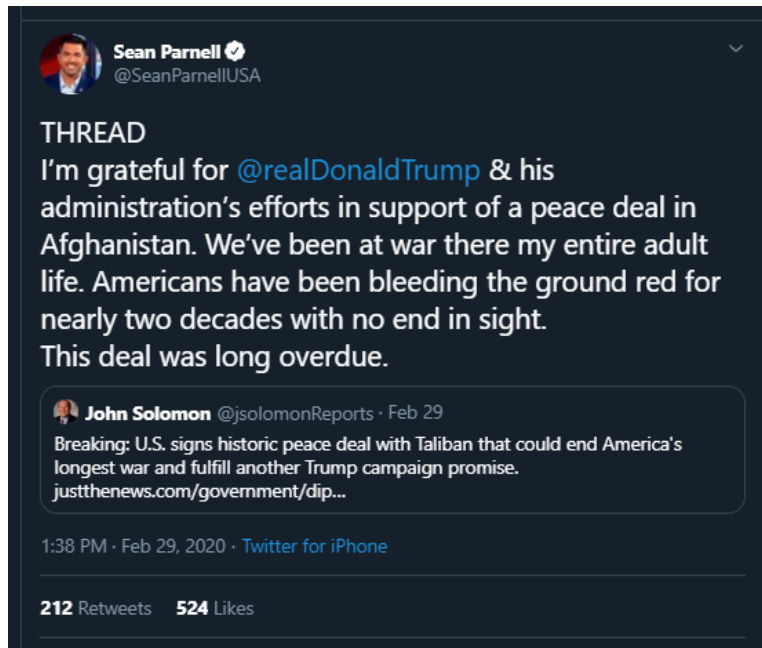 Sean Parnell
@SeanParnellUSA
THREAD
I'm grateful for @realDonaldTrump & his
administration's efforts in support of a peace deal in
Afghanistan. We've been at war there my entire adult
life. Americans have been bleeding the ground red for
nearly two decades with no end in sight.
This deal was long overdue.
John Solomon @jsolomonReports · Feb 29
Breaking: U.S. signs historic peace deal with Taliban that could end America's
longest war and fulfill another Trump campaign promise.
justthenews.com/government/dip...
1:38 PM · Feb 29, 2020 · Twitter for iPhone
212 Retweets 524 Likes